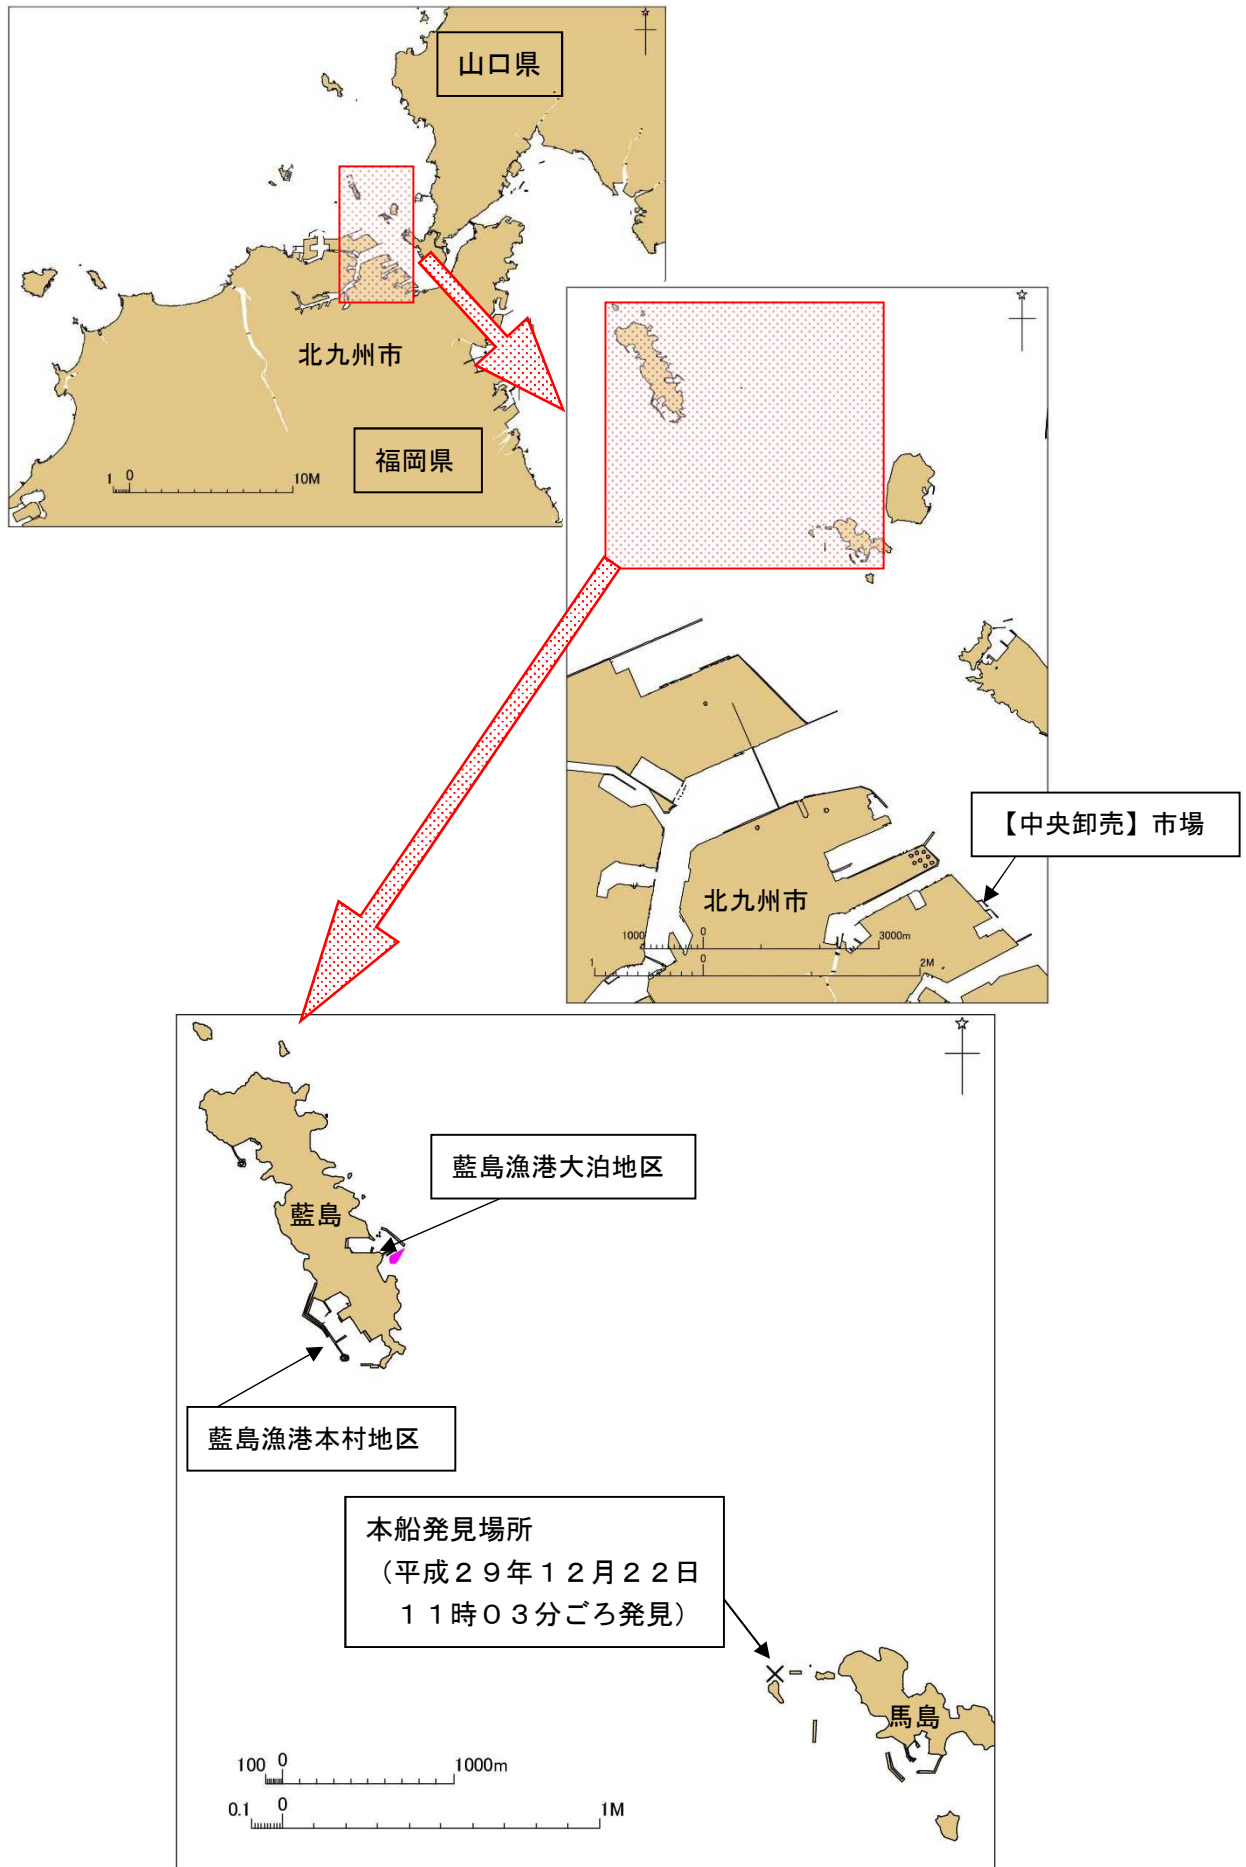 山口県
北九州市
福岡県
1 0 10M
【中央卸売】市場
北九州市
1000 0 3000m
1 0 2M
藍島漁港大泊地区
藍島
藍島漁港本村地区
本船発見場所
（平成２９年１２月２２日
１１時０３分ごろ発見）
馬島
100 0 1000m
0.1 0 1M